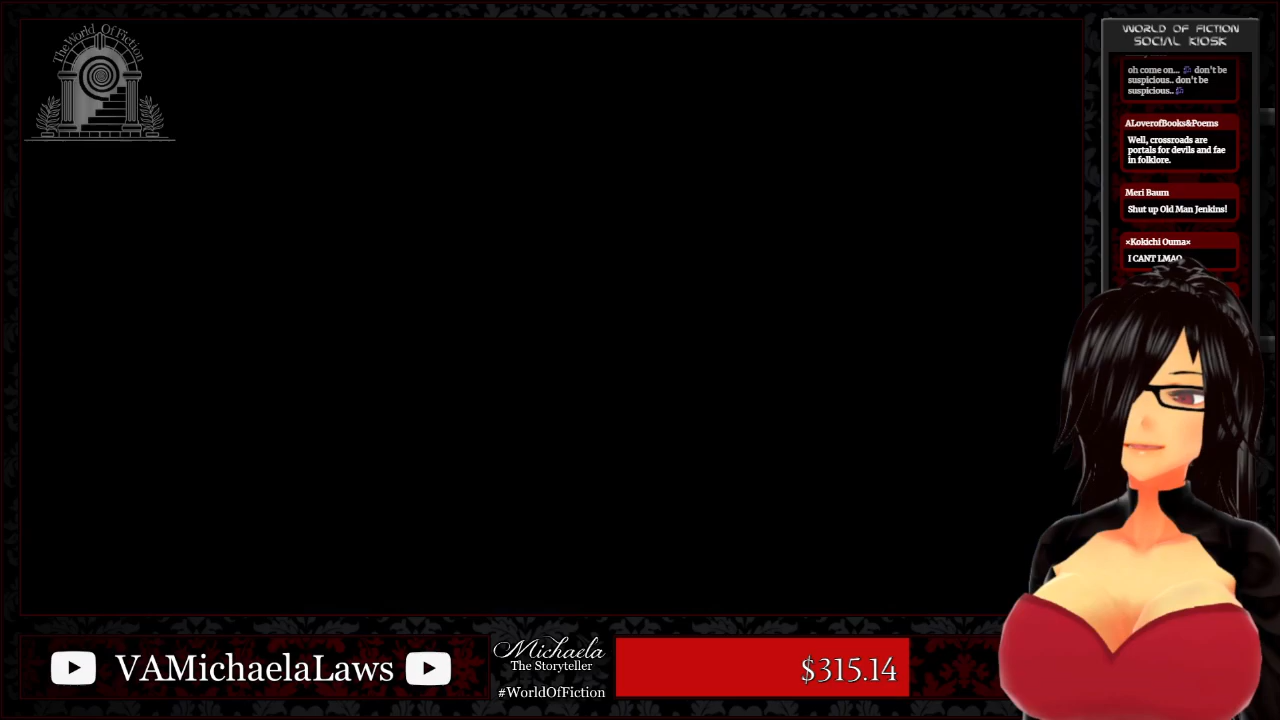 The World Of Fiction
WORLD OF FICTION
SOCIAL KIOSK
oh come on... don't be
suspicious.. don't be
suspicious..
ALoverofBooks&Poems
Well, crossroads are
portals for devils and fae
in folklore.
Meri Baum
Shut up Old Man Jenkins!
×Kokichi Ouma×
I CANT LMAO
VAMichaelaLaws
Michaela
The Storyteller
#WorldOfFiction
$315.14